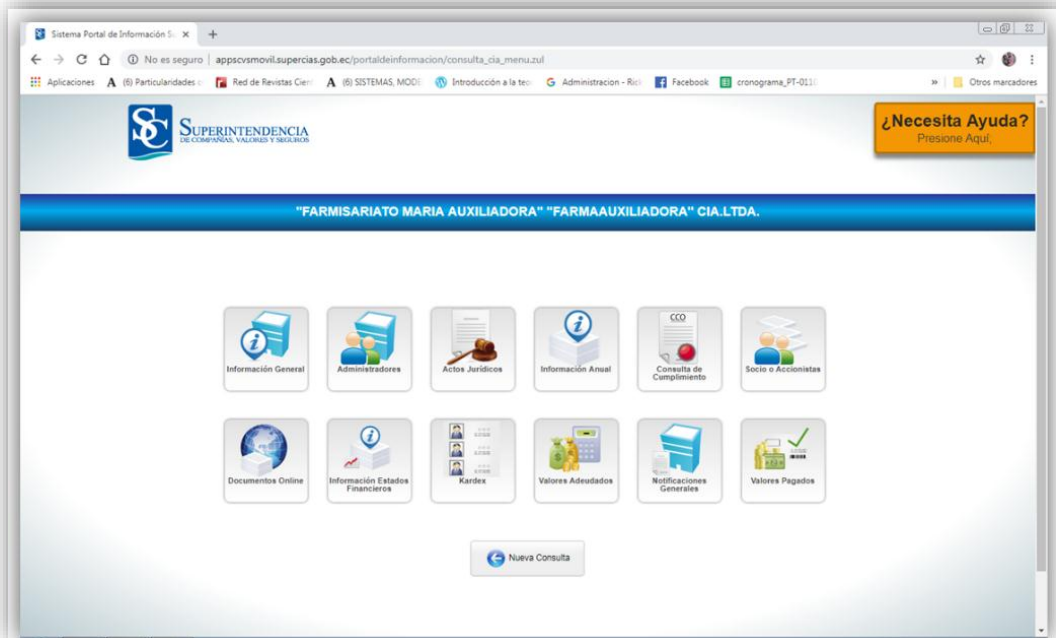 Sistema Portal de Información S
No es seguro | appscvsmovil.supercias.gob.ec/portaldeinformacion/consulta_cia_menu.zul
Aplicaciones (6) Particularidades Red de Revistas Cient (6) SISTEMAS, MODE Introducción a la teo Administracion - Ric Facebook cronograma_PT-011 » Otros marcadores
SC SUPERINTENDENCIA
DE COMPAÑÍAS, VALORES Y SEGUROS
¿Necesita Ayuda?
Presione Aquí;
"FARMISARIATO MARIA AUXILIADORA" "FARMAAUXILIADORA" CIA.LTDA.
CCO
Información General Administradores Actos Jurídicos Información Anual Consulta de Socio o Accionistas
Cumplimiento
Documentos Online Información Estados Kardex Valores Adeudados Notificaciones Valores Pagados
Financieros Generales
Nueva Consulta